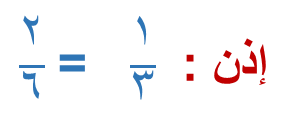 إذن : ١/٣ = ٢/٦